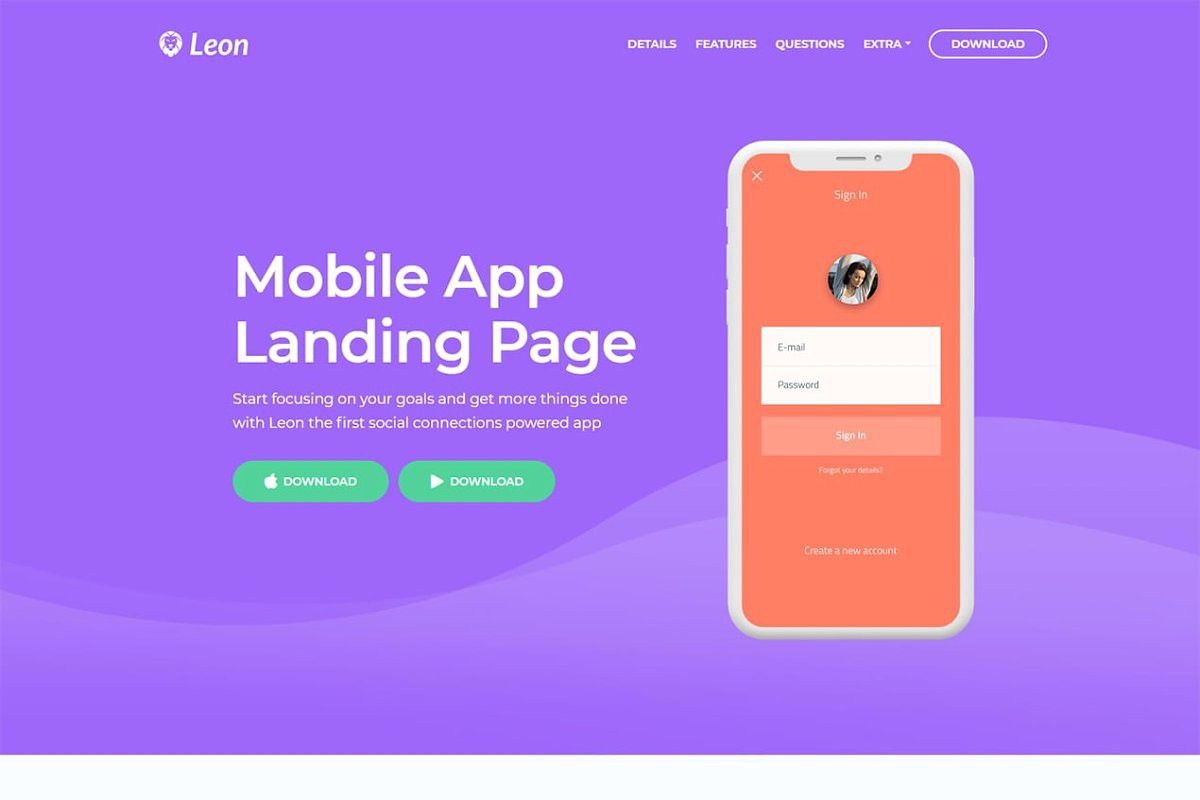 Leon
DETAILS
FEATURES
QUESTIONS
EXTRA
DOWNLOAD
Mobile App
Landing Page
Start focusing on your goals and get more things done
with Leon the first social connections powered app
DOWNLOAD
DOWNLOAD
Sign In
E-mail
Password
Sign In
Forgot your details?
Create a new account